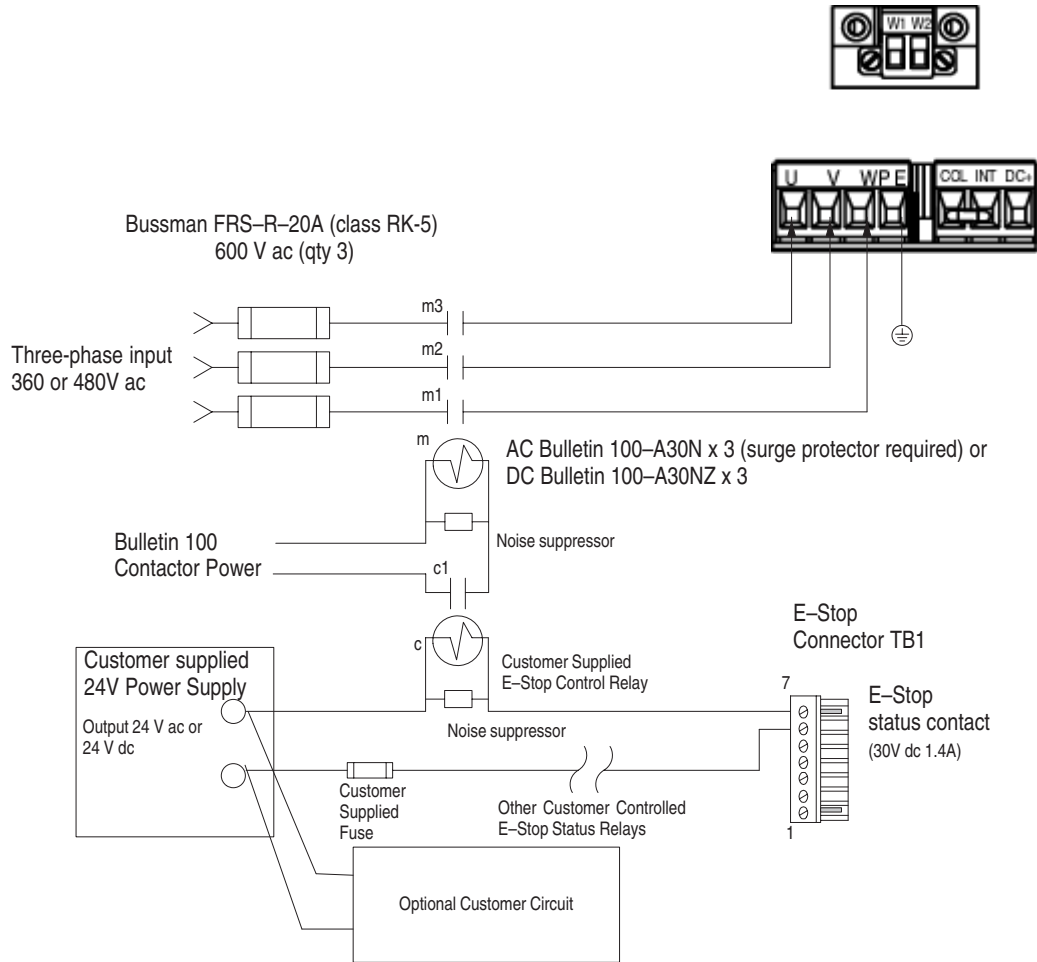 W1 W2
U V W PE COL INT DC+
Bussman FRS–R–20A (class RK-5)
600 V ac (qty 3)
m3
Three-phase input
360 or 480V ac
m2
m1
m
AC Bulletin 100–A30N x 3 (surge protector required) or
DC Bulletin 100–A30NZ x 3
Bulletin 100
Contactor Power
Noise suppressor
c1
c
Customer Supplied
E–Stop Control Relay
E–Stop
Connector TB1
Customer supplied
24V Power Supply
Output 24 V ac or
24 V dc
Noise suppressor
7
E–Stop
status contact
(30V dc 1.4A)
Customer
Supplied
Fuse
Other Customer Controlled
E–Stop Status Relays
1
Optional Customer Circuit